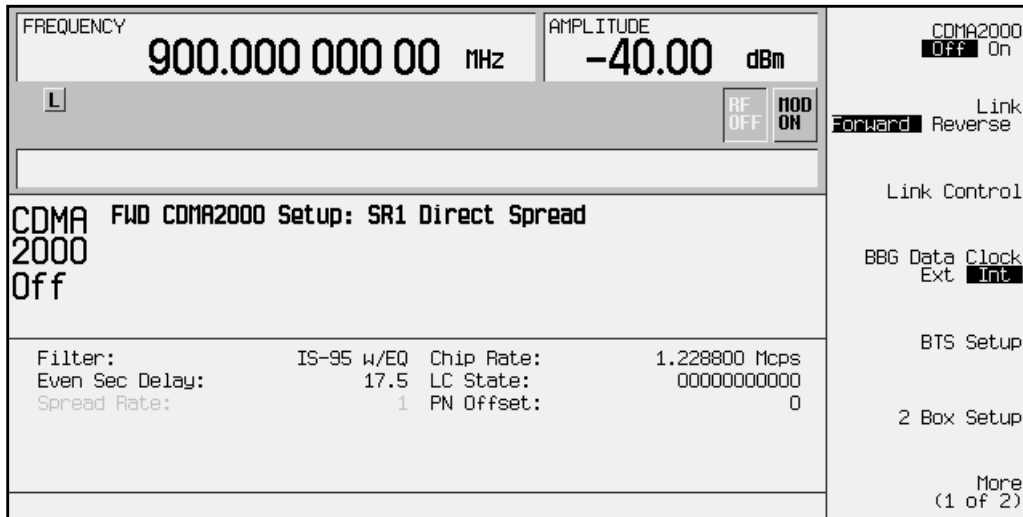 FREQUENCY
900.000 000 00 MHz
AMPLITUDE
-40.00 dBm
L
RF OFF
MOD ON
CDMA 2000 Off
FWD CDMA2000 Setup: SR1 Direct Spread
Filter: IS-95 w/EQ Chip Rate: 1.228800 Mcps
Even Sec Delay: 17.5 LC State: 00000000000
Spread Rate: 1 PN Offset: 0
CDMA2000
Off On
Link
Forward Reverse
Link Control
BBG Data Clock
Ext Int
BTS Setup
2 Box Setup
More
(1 of 2)